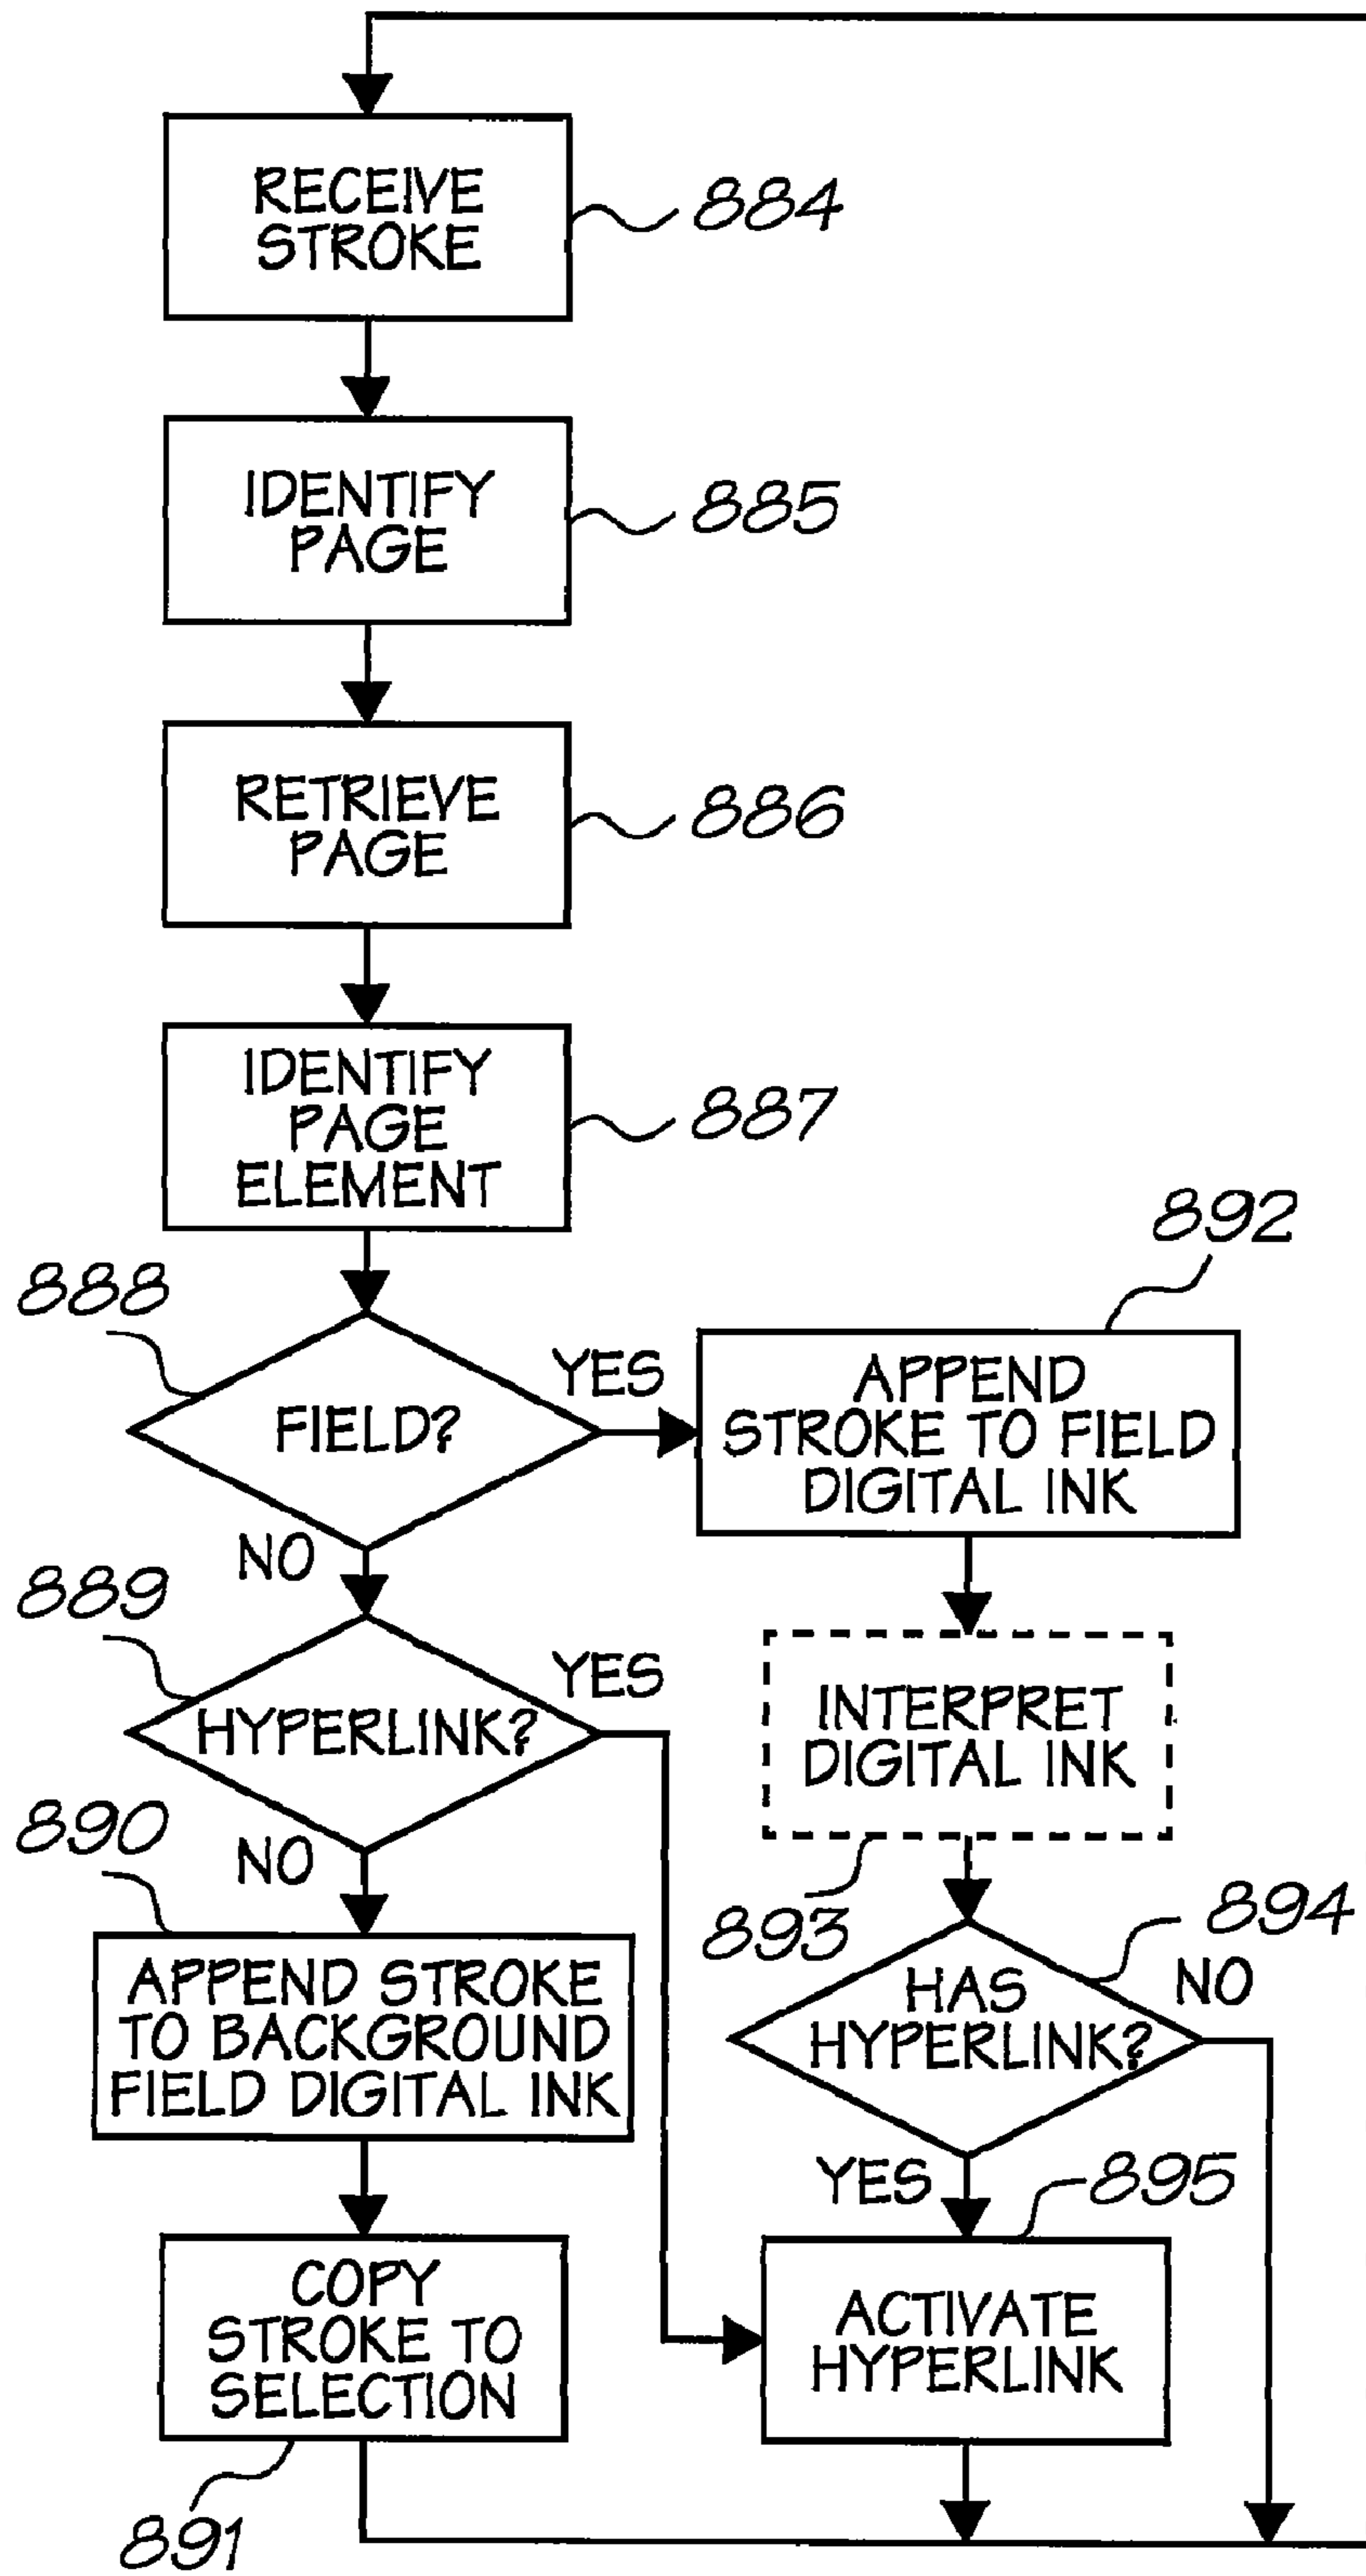 RECEIVE
STROKE
884
IDENTIFY
PAGE
885
RETRIEVE
PAGE
886
IDENTIFY
PAGE
ELEMENT
887
888
FIELD?
YES
NO
892
APPEND
STROKE TO FIELD
DIGITAL INK
889
HYPERLINK?
YES
NO
INTERPRET
DIGITAL INK
893
890
APPEND STROKE
TO BACKGROUND
FIELD DIGITAL INK
894
HAS
HYPERLINK?
NO
YES
895
COPY
STROKE TO
SELECTION
891
ACTIVATE
HYPERLINK